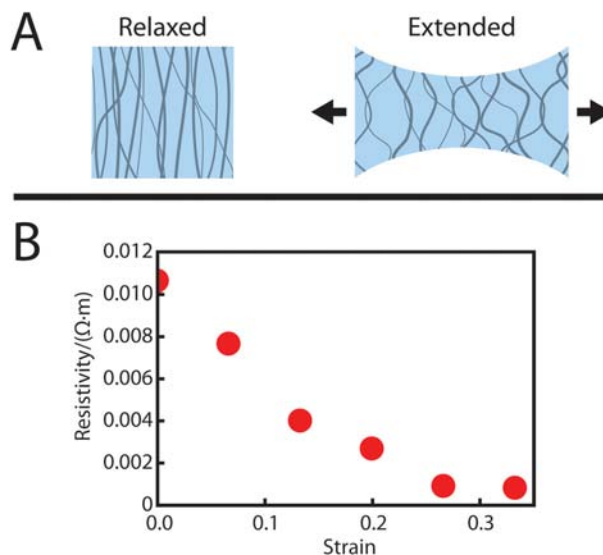 A
Relaxed
Extended
B
Resistivity/(Ω·m)
0.012
0.010
0.008
0.006
0.004
0.002
0
0.0
0.1
0.2
0.3
Strain